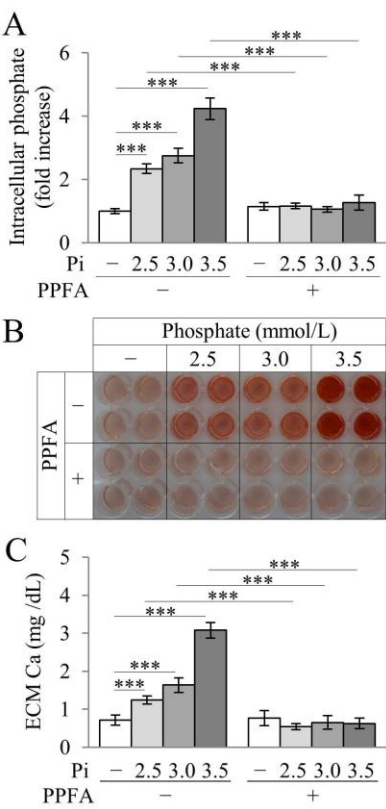 A
Intracellular phosphate
(fold increase)
6
4
2
0
***
***
***
***
***
***
Pi − 2.5 3.0 3.5 − 2.5 3.0 3.5
PPFA − +
B
Phosphate (mmol/L)
− 2.5 3.0 3.5
PPFA
−
+
C
ECM Ca (mg /dL)
5
4
3
2
1
0
***
***
***
***
***
***
Pi − 2.5 3.0 3.5 − 2.5 3.0 3.5
PPFA − +